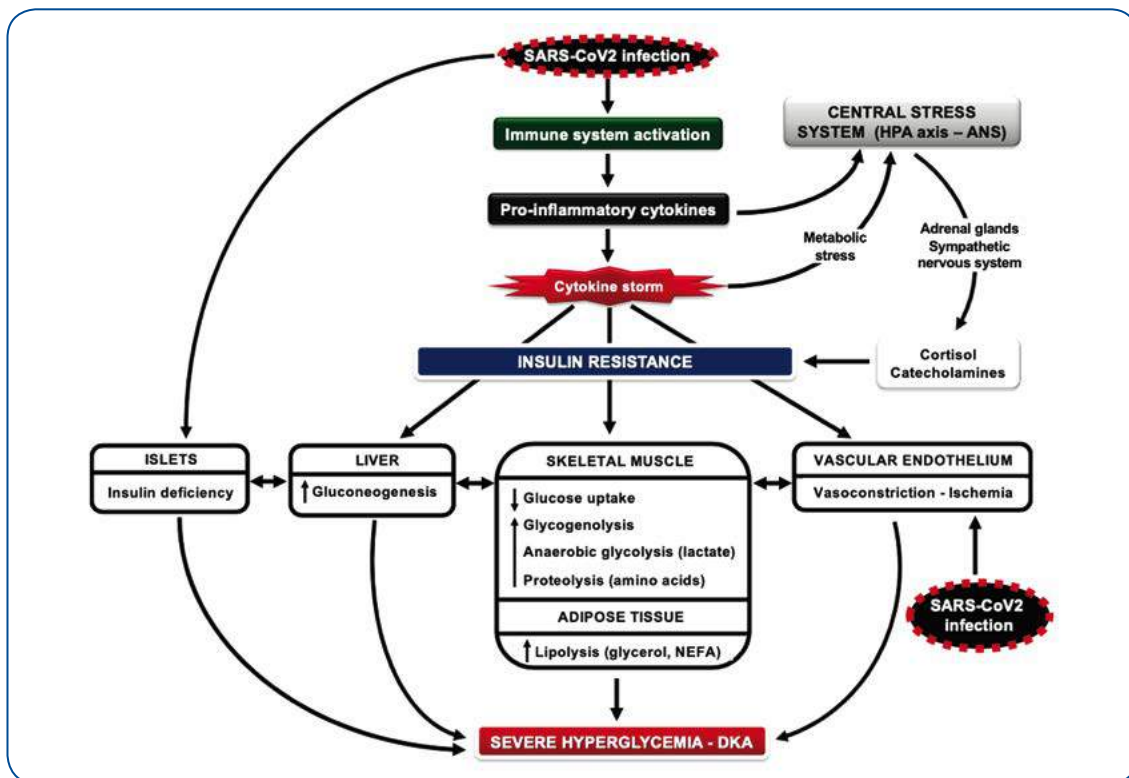 SARS-CoV2 infection
Immune system activation
CENTRAL STRESS
SYSTEM (HPA axis – ANS)
Pro-inflammatory cytokines
Metabolic
stress
Adrenal glands
Sympathetic
nervous system
Cytokine storm
INSULIN RESISTANCE
Cortisol
Catecholamines
ISLETS
Insulin deficiency
LIVER
Gluconeogenesis
SKELETAL MUSCLE
Glucose uptake
Glycogenolysis
Anaerobic glycolysis (lactate)
Proteolysis (amino acids)
ADIPOSE TISSUE
Lipolysis (glycerol, NEFA)
VASCULAR ENDOTHELIUM
Vasoconstriction - Ischemia
SARS-CoV2
infection
SEVERE HYPERGLYCEMIA - DKA